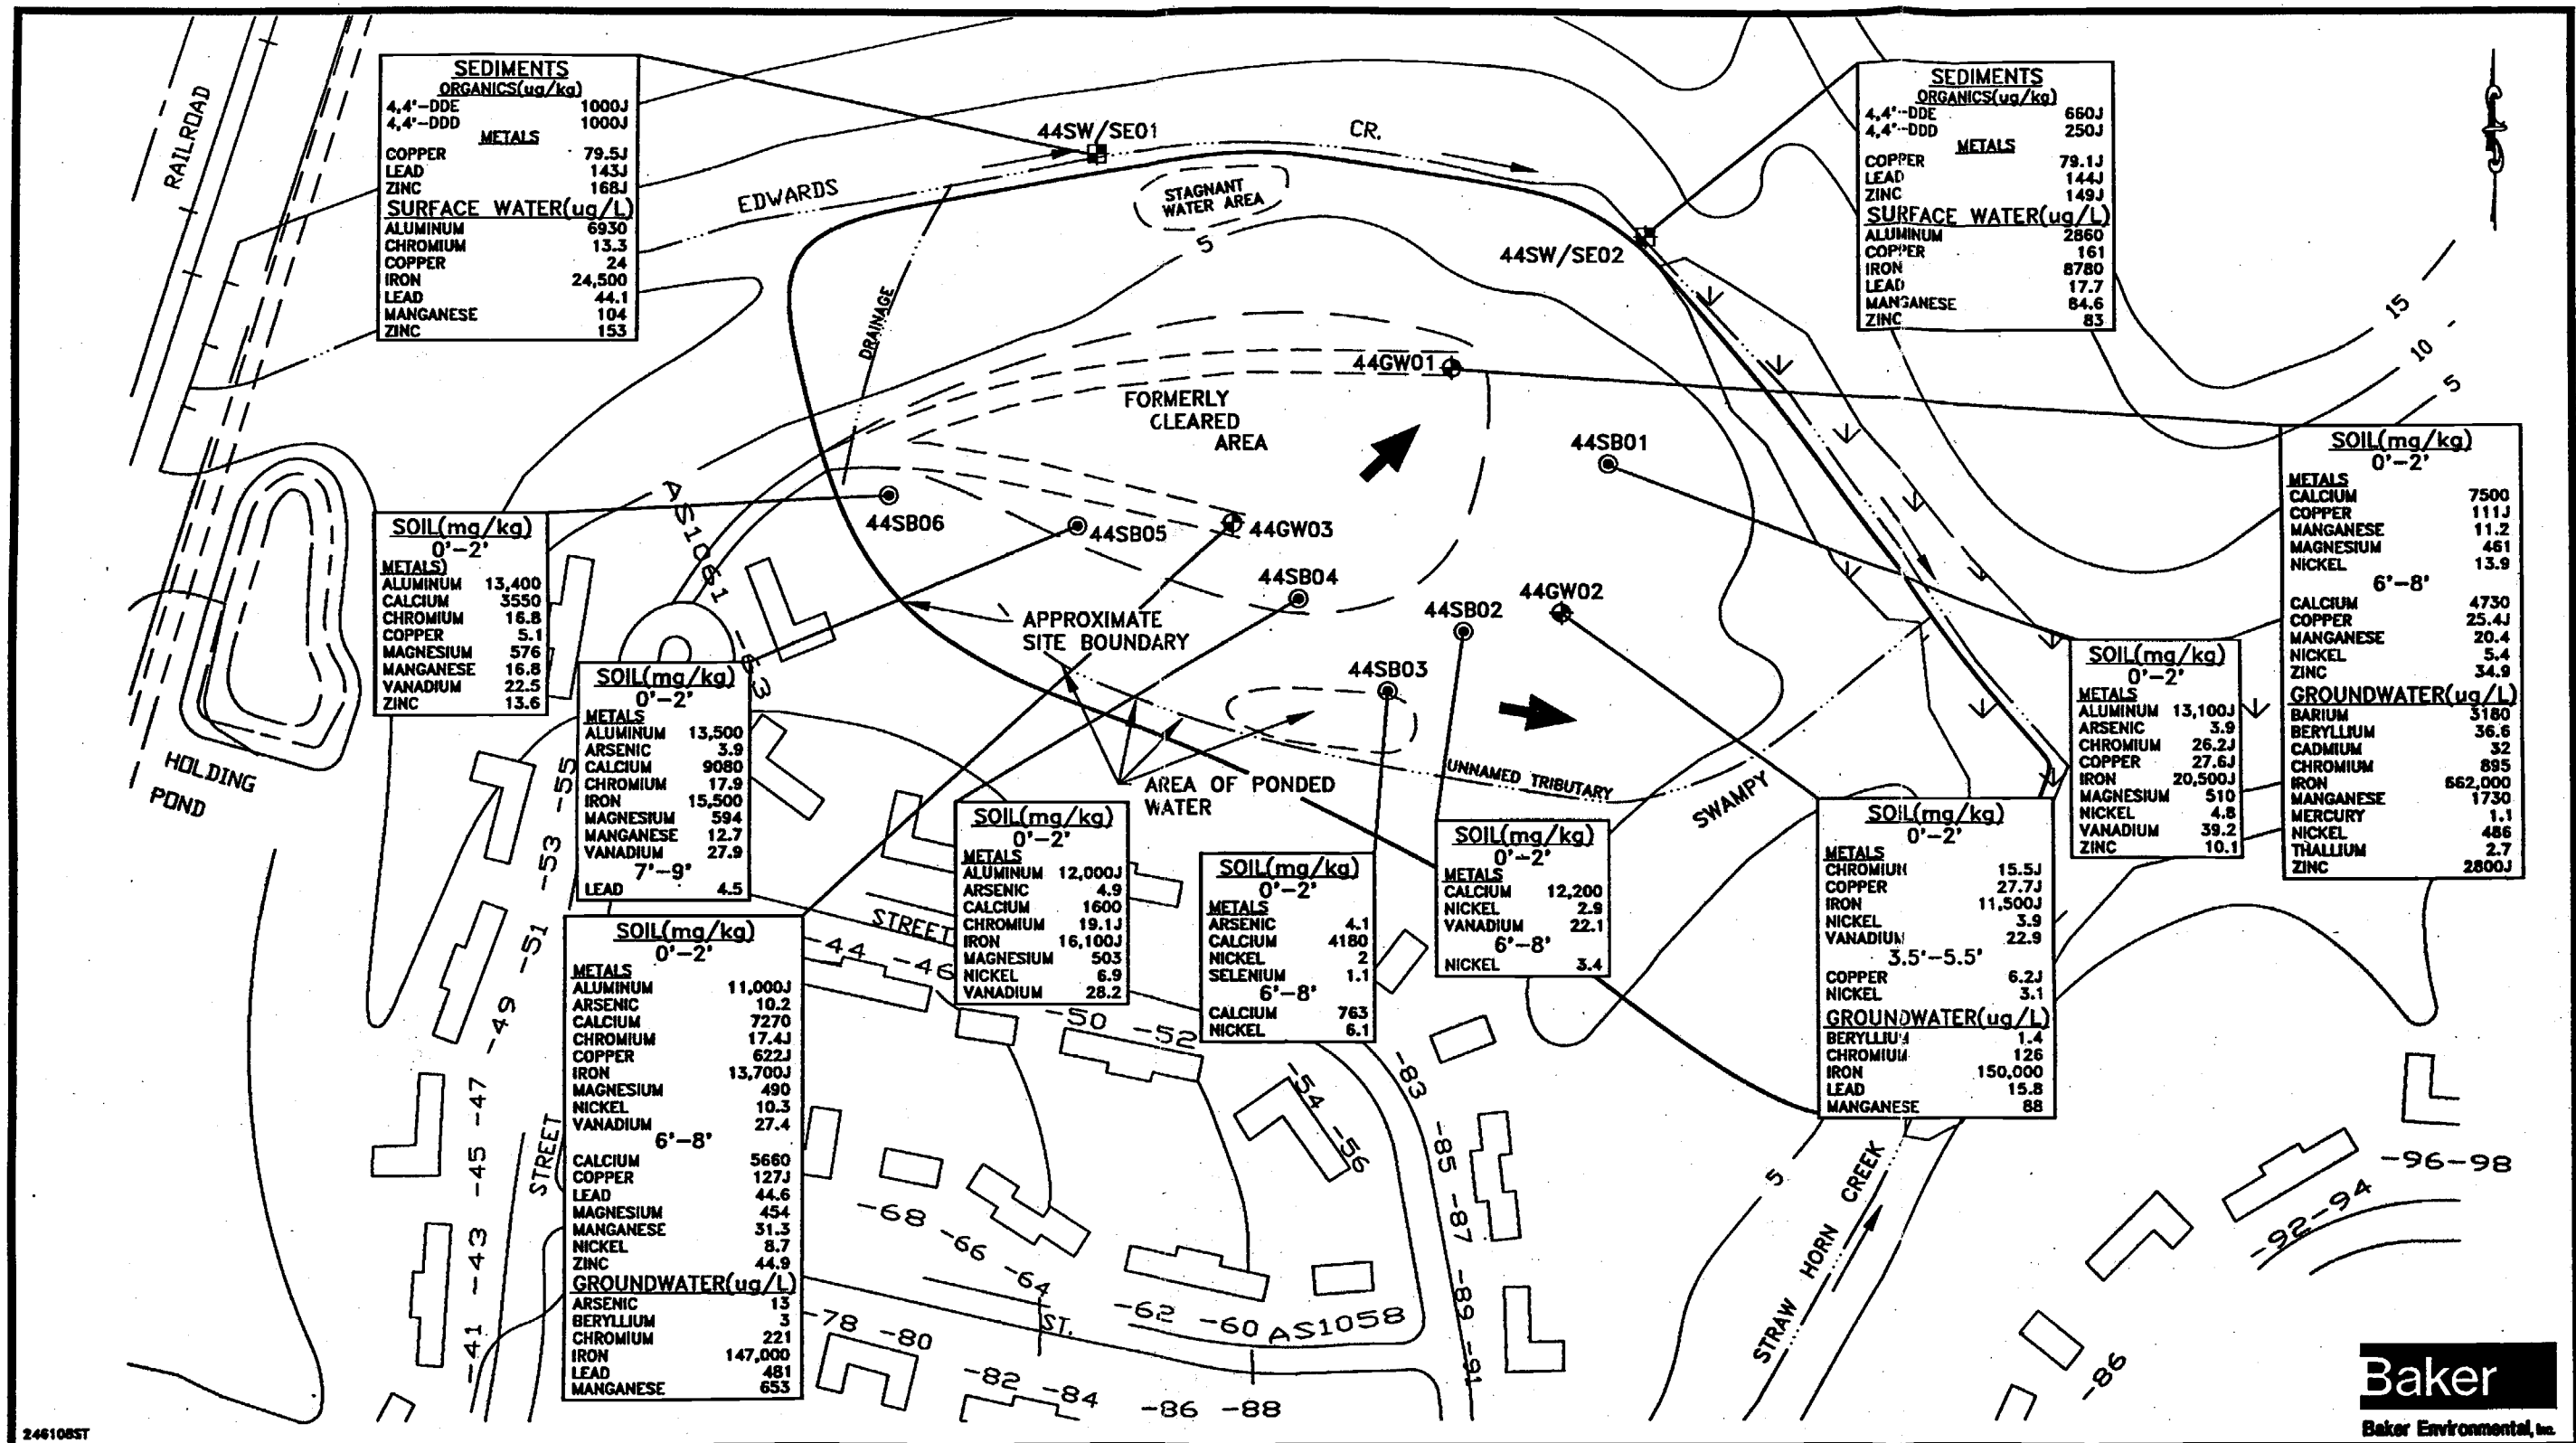 SEDIMENTS
ORGANICS(ug/kg)
4,4'-DDE 1000J
4,4'-DDD 1000J
METALS
COPPER 79.5J
LEAD 143J
ZINC 168J
SURFACE WATER(ug/L)
ALUMINUM 6930
CHROMIUM 13.3
COPPER 24
IRON 24,500
LEAD 44.1
MANGANESE 104
ZINC 153
SEDIMENTS
ORGANICS(ug/kg)
4,4'-DDE 660J
4,4'-DDD 250J
METALS
COPPER 79.1J
LEAD 144J
ZINC 149J
SURFACE WATER(ug/L)
ALUMINUM 2860
COPPER 161
IRON 8780
LEAD 17.7
MANGANESE 84.6
ZINC 83
RAILROAD
44SW/SE01
CR.
EDWARDS
STAGNANT
WATER AREA
5
44SW/SE02
DRAINAGE
15
10
5
44GW01
FORMERLY
CLEARED
AREA
44SB01
44SB06
44SB05
44GW03
44SB04
44SB02
44GW02
44SB03
AS1061
-53
APPROXIMATE
SITE BOUNDARY
AREA OF PONDED
WATER
UNNAMED TRIBUTARY
SWAMPY
HOLDING
POND
SOIL(mg/kg)
0'-2'
METALS)
ALUMINUM 13,400
CALCIUM 3550
CHROMIUM 16.8
COPPER 5.1
MAGNESIUM 576
MANGANESE 16.8
VANADIUM 22.5
ZINC 13.6
SOIL(mg/kg)
0'-2'
METALS
ALUMINUM 13,500
ARSENIC 3.9
CALCIUM 9080
CHROMIUM 17.9
IRON 15,500
MAGNESIUM 594
MANGANESE 12.7
VANADIUM 27.9
7'-9'
LEAD 4.5
SOIL(mg/kg)
0'-2'
METALS
ALUMINUM 11,000J
ARSENIC 10.2
CALCIUM 7270
CHROMIUM 17.4J
COPPER 622J
IRON 13,700J
MAGNESIUM 490
NICKEL 10.3
VANADIUM 27.4
6'-8'
CALCIUM 5660
COPPER 127J
LEAD 44.6
MAGNESIUM 454
MANGANESE 31.3
NICKEL 8.7
ZINC 44.9
GROUNDWATER(ug/L)
ARSENIC 13
BERYLLIUM 3
CHROMIUM 221
IRON 147,000
LEAD 481
MANGANESE 653
SOIL(mg/kg)
0'-2'
METALS
ALUMINUM 12,000J
ARSENIC 4.9
CALCIUM 1600
CHROMIUM 19.1J
IRON 16,100J
MAGNESIUM 503
NICKEL 6.9
VANADIUM 28.2
SOIL(mg/kg)
0'-2'
METALS
ARSENIC 4.1
CALCIUM 4180
NICKEL 2
SELENIUM 1.1
6'-8'
CALCIUM 763
NICKEL 6.1
SOIL(mg/kg)
0'-2'
METALS
CALCIUM 12,200
NICKEL 2.9
VANADIUM 22.1
6'-8'
NICKEL 3.4
SOIL(mg/kg)
0'-2'
METALS
CHROMIUM 15.5J
COPPER 27.7J
IRON 11,500J
NICKEL 3.9
VANADIUM 22.9
3.5'-5.5'
COPPER 6.2J
NICKEL 3.1
GROUNDWATER(ug/L)
BERYLLIUM 1.4
CHROMIUM 126
IRON 150,000
LEAD 15.8
MANGANESE 88
SOIL(mg/kg)
0'-2'
METALS
ALUMINUM 13,100J
ARSENIC 3.9
CHROMIUM 26.2J
COPPER 27.6J
IRON 20,500J
MAGNESIUM 510
NICKEL 4.8
VANADIUM 39.2
ZINC 10.1
SOIL(mg/kg)
0'-2'
METALS
CALCIUM 7500
COPPER 111J
MANGANESE 11.2
MAGNESIUM 461
NICKEL 13.9
6'-8'
CALCIUM 4730
COPPER 25.4J
MANGANESE 20.4
NICKEL 5.4
ZINC 34.9
GROUNDWATER(ug/L)
BARIUM 3180
BERYLLIUM 36.6
CADMIUM 32
CHROMIUM 895
IRON 662,000
MANGANESE 1730
MERCURY 1.1
NICKEL 486
THALLIUM 2.7
ZINC 2800J
-41 -43 -45 -47 -49 -51 -53 -55
STREET
STREET
-44 -46
-50 -52
-54 -56
-83 -85 -87 -89 -91
-68 -66 -64
-62 -60 AS1058
ST.
-78 -80
-82 -84
-86 -88
5
STRAW HORN CREEK
-96-98
-92-94
-86
Baker
Baker Environmental, Inc.
246108ST